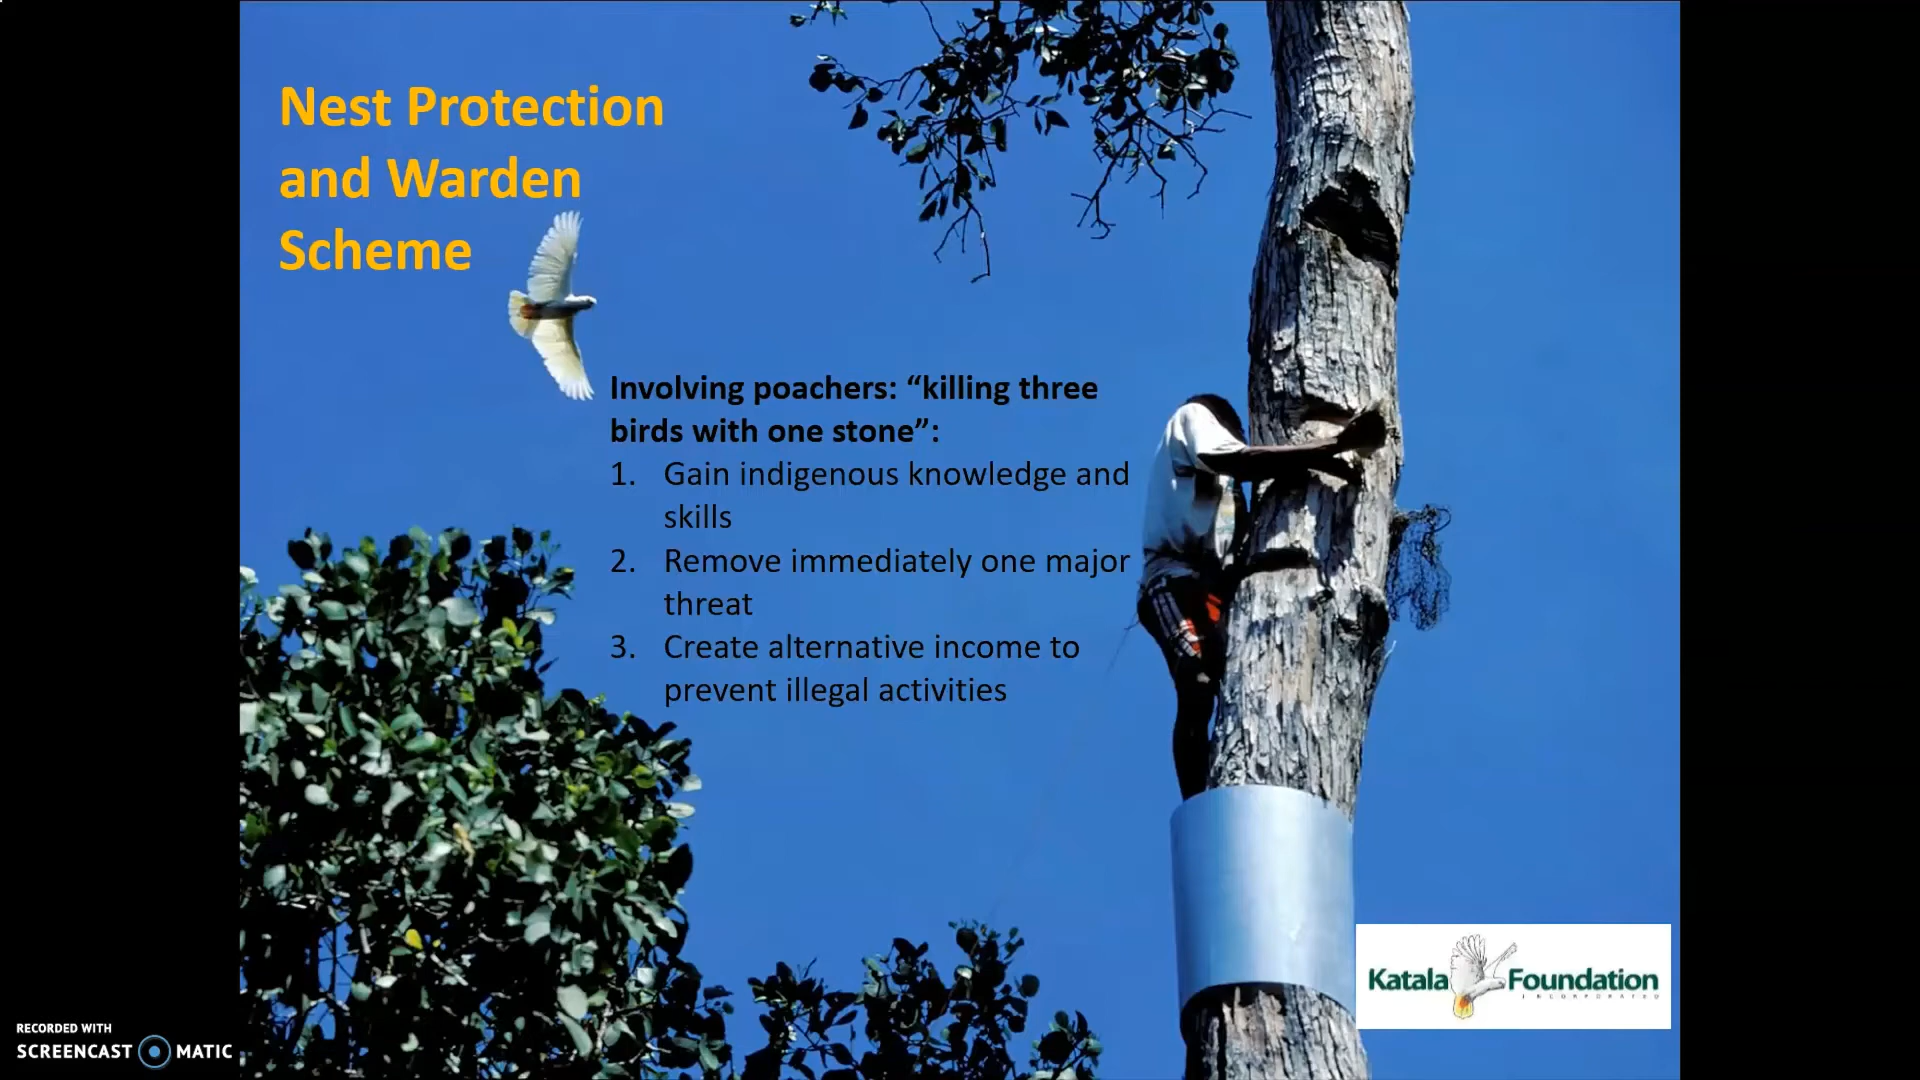 Nest Protection
and Warden
Scheme
Involving poachers: “killing three
birds with one stone”:
1. Gain indigenous knowledge and
skills
2. Remove immediately one major
threat
3. Create alternative income to
prevent illegal activities
Katala Foundation
INCORPORATED
RECORDED WITH
SCREENCAST MATIC